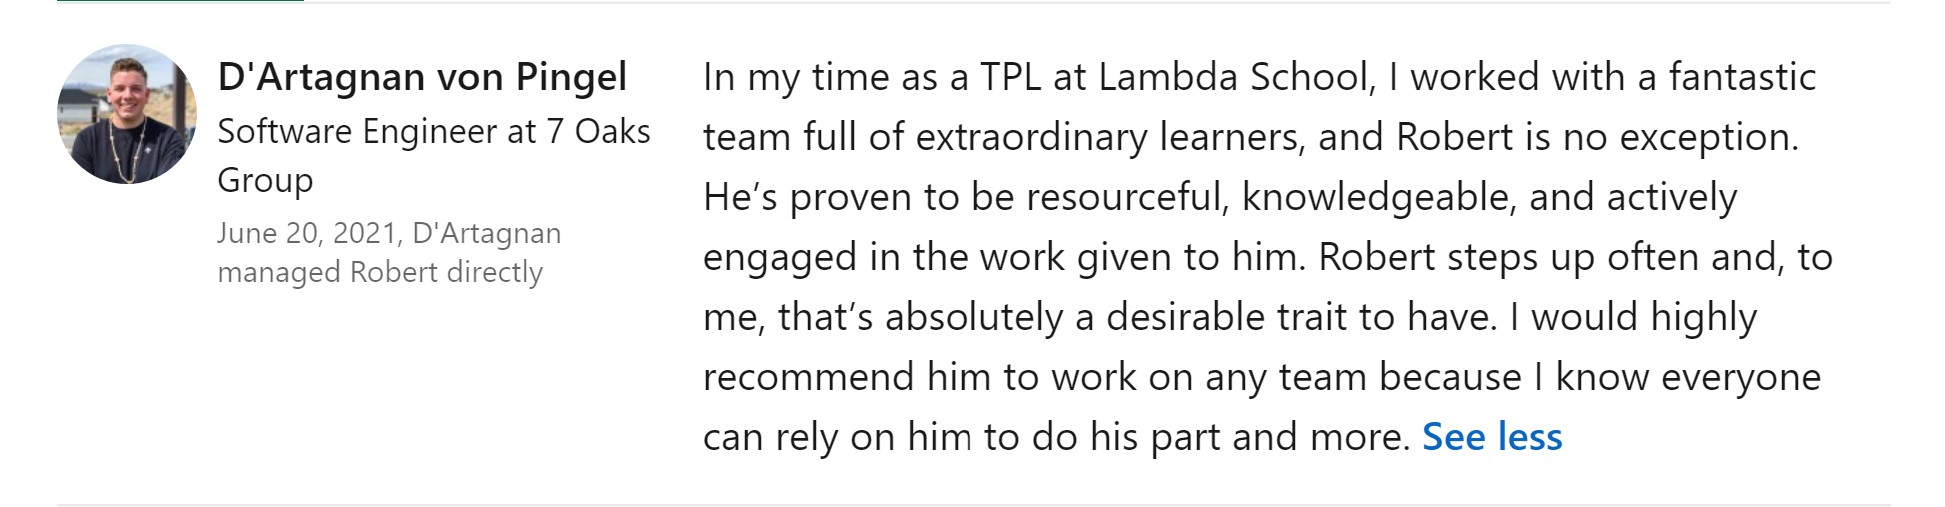 D'Artagnan von Pingel
Software Engineer at 7 Oaks
Group
June 20, 2021, D'Artagnan
managed Robert directly
In my time as a TPL at Lambda School, I worked with a fantastic
team full of extraordinary learners, and Robert is no exception.
He’s proven to be resourceful, knowledgeable, and actively
engaged in the work given to him. Robert steps up often and, to
me, that’s absolutely a desirable trait to have. I would highly
recommend him to work on any team because I know everyone
can rely on him to do his part and more. See less